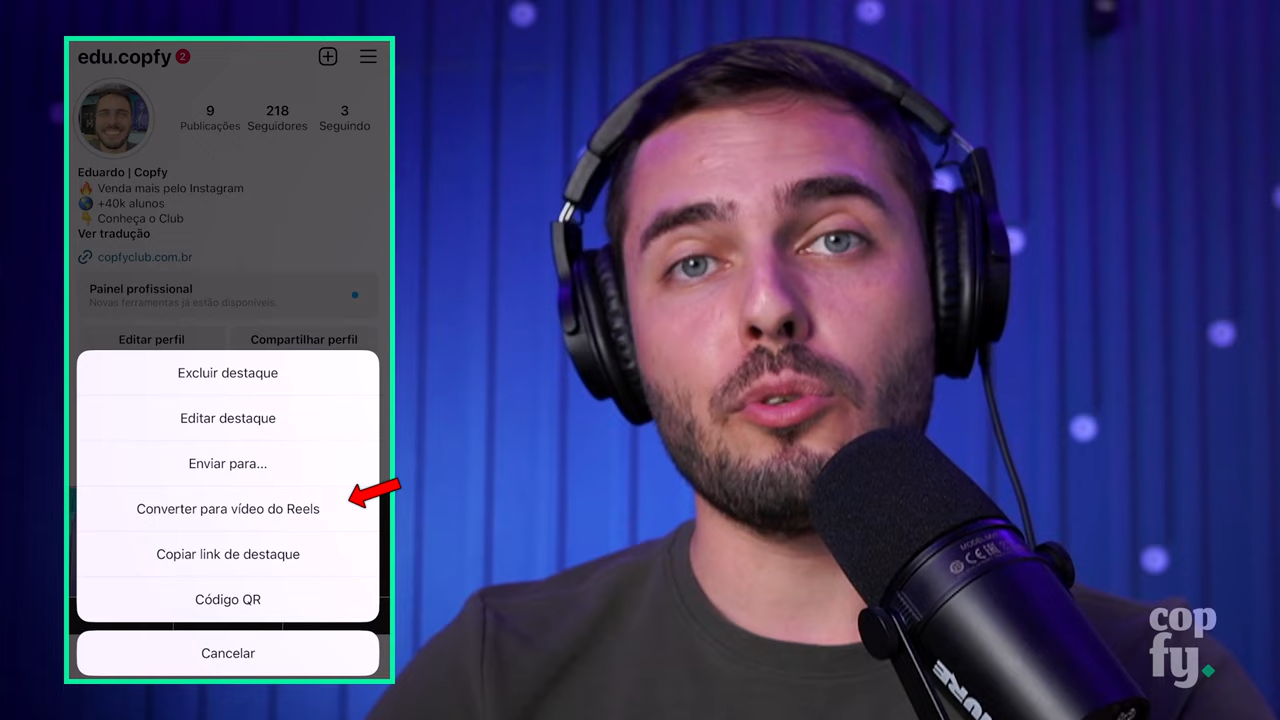 edu.copfy 2
9 218 3
Publicações Seguidores Seguindo
Eduardo | Copfy
🔥 Venda mais pelo Instagram
🌎 +40k alunos
👇 Conheça o Club
Ver tradução
copfyclub.com.br
Painel profissional
Novas ferramentas já estão disponíveis.
Editar perfil Compartilhar perfil
Excluir destaque
Editar destaque
Enviar para...
Converter para vídeo do Reels
Copiar link de destaque
Código QR
Cancelar
CE
cop
fy.